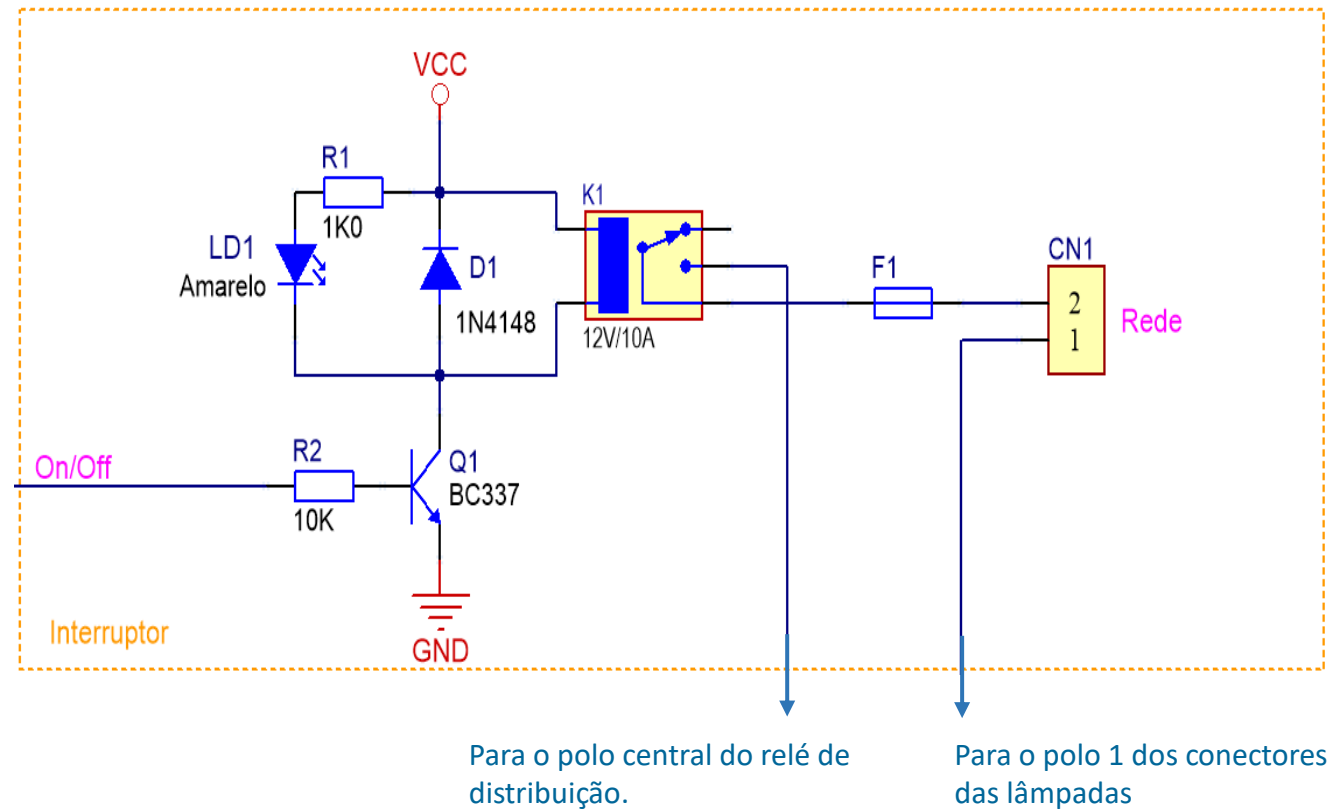 VCC
R1
1K0
K1
LD1
Amarelo
D1
1N4148
12V/10A
F1
CN1
2
1
Rede
On/Off
R2
10K
Q1
BC337
Interruptor
GND
Para o polo central do relé de
distribuição.
Para o polo 1 dos conectores
das lâmpadas